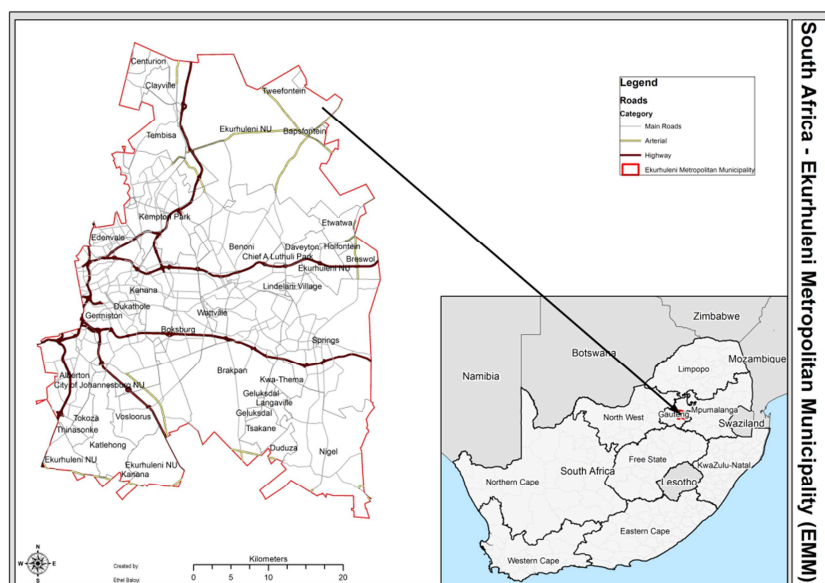 South Africa - Ekurhuleni Metropolitan Municipality (EMM)
Legend
Roads
Category
Main Roads
Arterial
Highway
Ekurhuleni Metropolitan Municipality
Centurion
Clayville
Tweefontein
Tembisa
Ekurhuleni NU
Bapsfontein
Kempton Park
Etwatwa
Edenvale
Benoni
Daveyton
Holfontein
Chief A Luthuli Park
Breswol
Ekurhuleni NU
Kanana
Lindelani Village
Dukathole
Germiston
Wattville
Boksburg
Springs
Brakpan
Alberton
City of Johannesburg NU
Kwa-Thema
Geluksdal
Langaville
Geluksdal
Tokoza
Vosloorus
Thinasonke
Tsakane
Katlehong
Duduza
Nigel
Ekurhuleni NU
Ekurhuleni NU
Kanana
Zimbabwe
Botswana
Mozambique
Namibia
Limpopo
North West
Gauteng
Mpumalanga
Swaziland
Free State
South Africa
KwaZulu-Natal
Lesotho
Northern Cape
Eastern Cape
Western Cape
N
W
E
S
Created by:
Kilometers
0 5 10 20